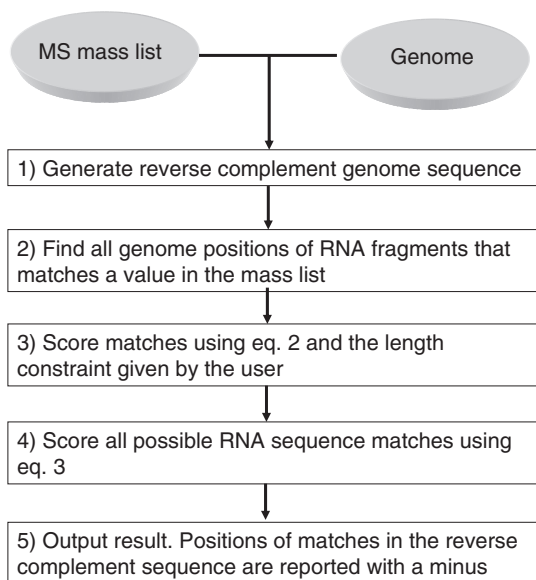 MS mass list
Genome
1) Generate reverse complement genome sequence
2) Find all genome positions of RNA fragments that
matches a value in the mass list
3) Score matches using eq. 2 and the length
constraint given by the user
4) Score all possible RNA sequence matches using
eq. 3
5) Output result. Positions of matches in the reverse
complement sequence are reported with a minus